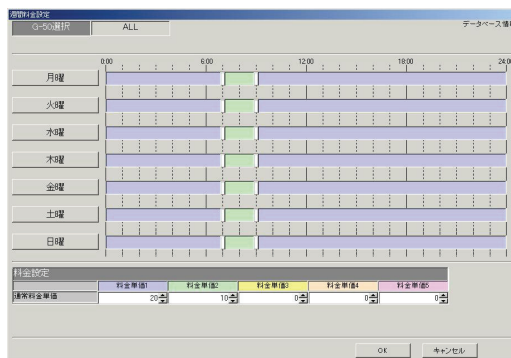 週間料金設定
G-50選択 ALL データベース情報
0:00 6:00 12:00 18:00 24:00
月曜
火曜
水曜
木曜
金曜
土曜
日曜
料金設定
料金単価1 料金単価2 料金単価3 料金単価4 料金単価5
通常料金単価 20 10 0 0 0
OK キャンセル